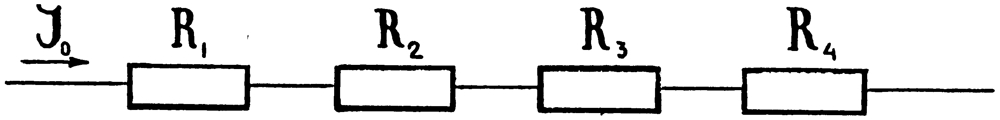 J₀ R₁ R₂ R₃ R₄